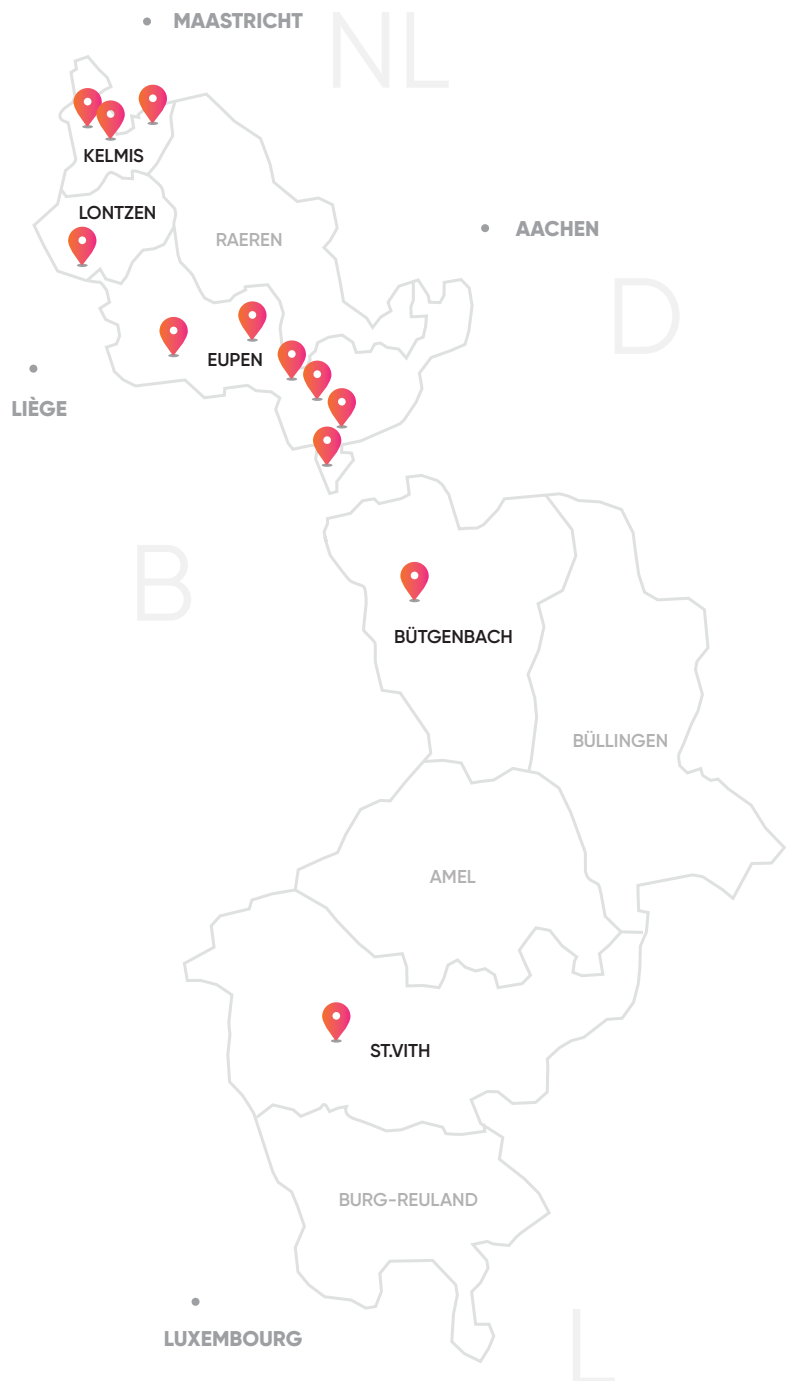 MAASTRICHT
NL
KELMIS
LONTZEN
RAEREN
AACHEN
D
EUPEN
LIÈGE
B
BÜTGENBACH
BÜLLINGEN
AMEL
ST.VITH
BURG-REULAND
LUXEMBOURG
L